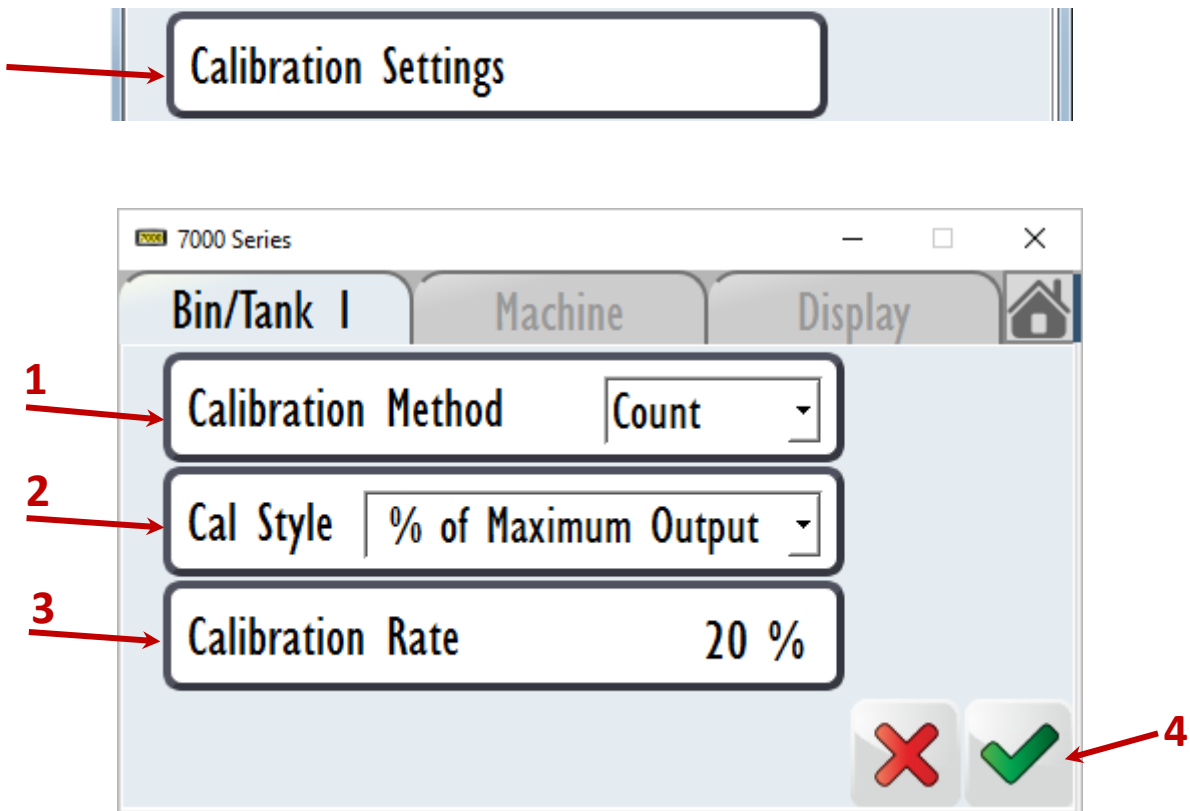 Calibration Settings
7000 7000 Series
Bin/Tank 1 Machine Display
1
Calibration Method Count
2
Cal Style % of Maximum Output
3
Calibration Rate 20 %
4